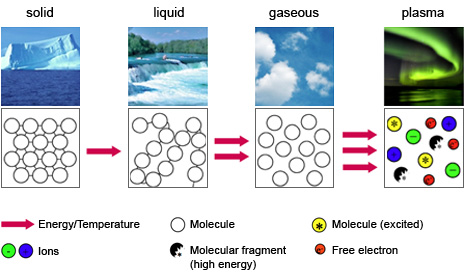 solid liquid gaseous plasma
Energy/Temperature Molecule Molecule (excited)
Ions Molecular fragment
(high energy) Free electron